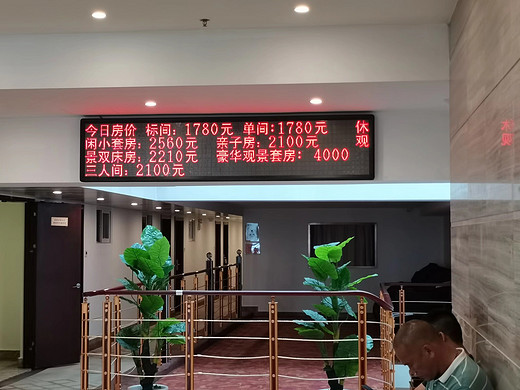 今日房价 标间：1780元 单间：1780元 休
闲小套房：2560元 亲子房：2100元 观
景双床房：2210元 豪华观景套房：4000
三人间：2100元